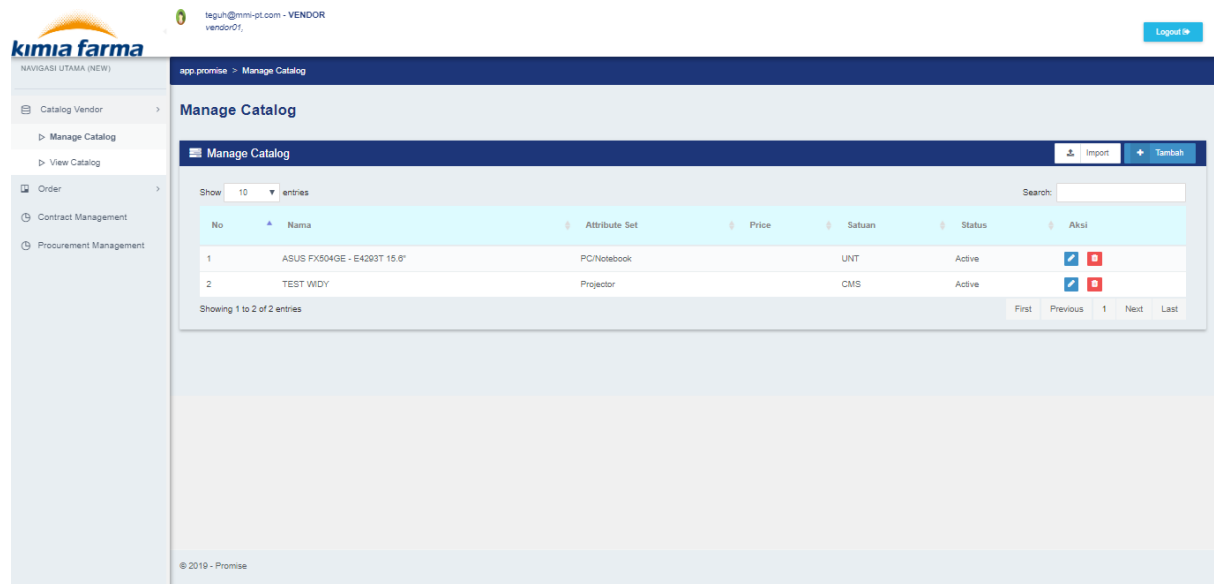 teguh@mmi-pt.com - VENDOR
vendor01,
Logout
kimia farma
NAVIGASI UTAMA (NEW)
Catalog Vendor
Manage Catalog
View Catalog
Order
Contract Management
Procurement Management
app.promise > Manage Catalog
Manage Catalog
Manage Catalog
Import
Tambah
Show 10 entries
Search:
No Nama Attribute Set Price Satuan Status Aksi
1 ASUS FX504GE - E4293T 15.6" PC/Notebook UNT Active
2 TEST WIDY Projector CMS Active
Showing 1 to 2 of 2 entries
First Previous 1 Next Last
© 2019 - Promise